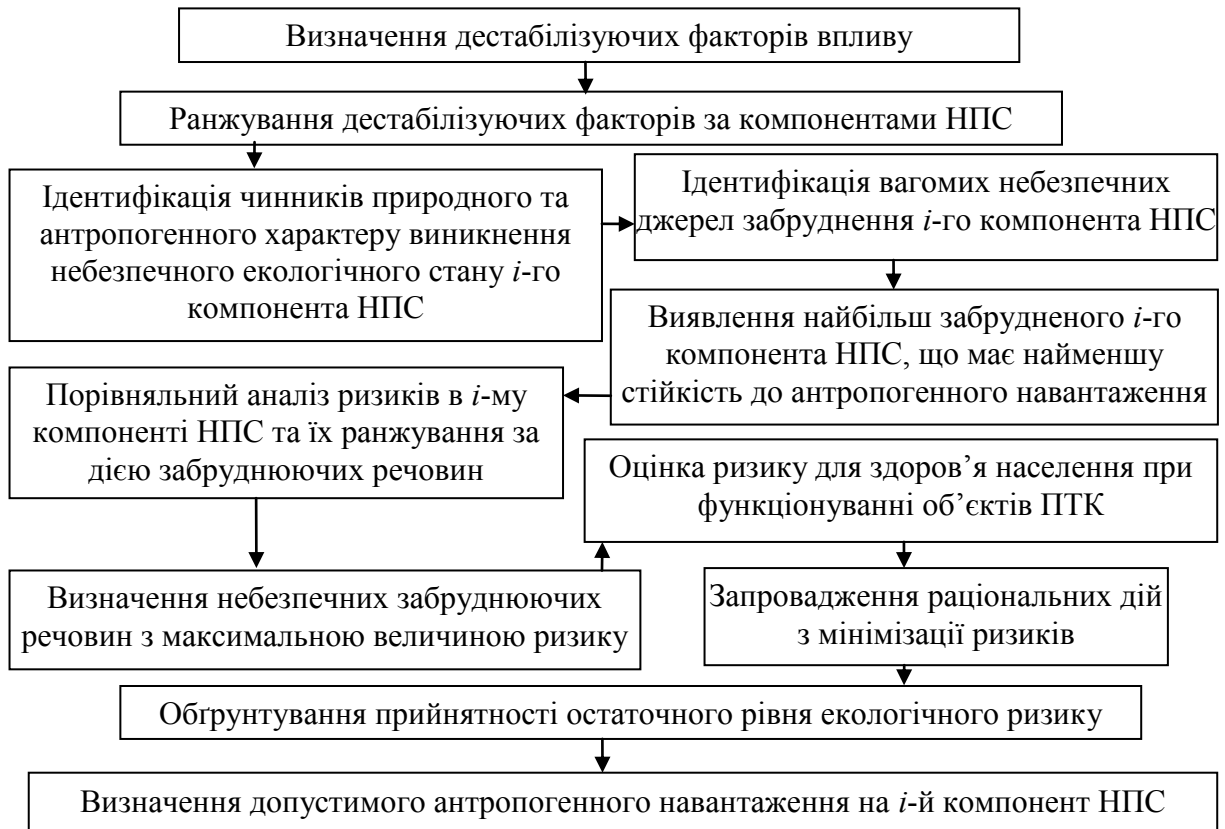 Визначення дестабілізуючих факторів впливу
Ранжування дестабілізуючих факторів за компонентами НПС
Ідентифікація чинників природного та
антропогенного характеру виникнення
небезпечного екологічного стану і-го
компонента НПС
Ідентифікація вагомих небезпечних
джерел забруднення і-го компонента НПС
Виявлення найбільш забрудненого і-го
компонента НПС, що має найменшу
стійкість до антропогенного навантаження
Порівняльний аналіз ризиків в і-му
компоненті НПС та їх ранжування за
дією забруднюючих речовин
Визначення небезпечних забруднюючих
речовин з максимальною величиною ризику
Оцінка ризику для здоров’я населення при
функціонуванні об’єктів ПТК
Запровадження раціональних дій
з мінімізації ризиків
Обґрунтування прийнятності остаточного рівня екологічного ризику
Визначення допустимого антропогенного навантаження на і-й компонент НПС